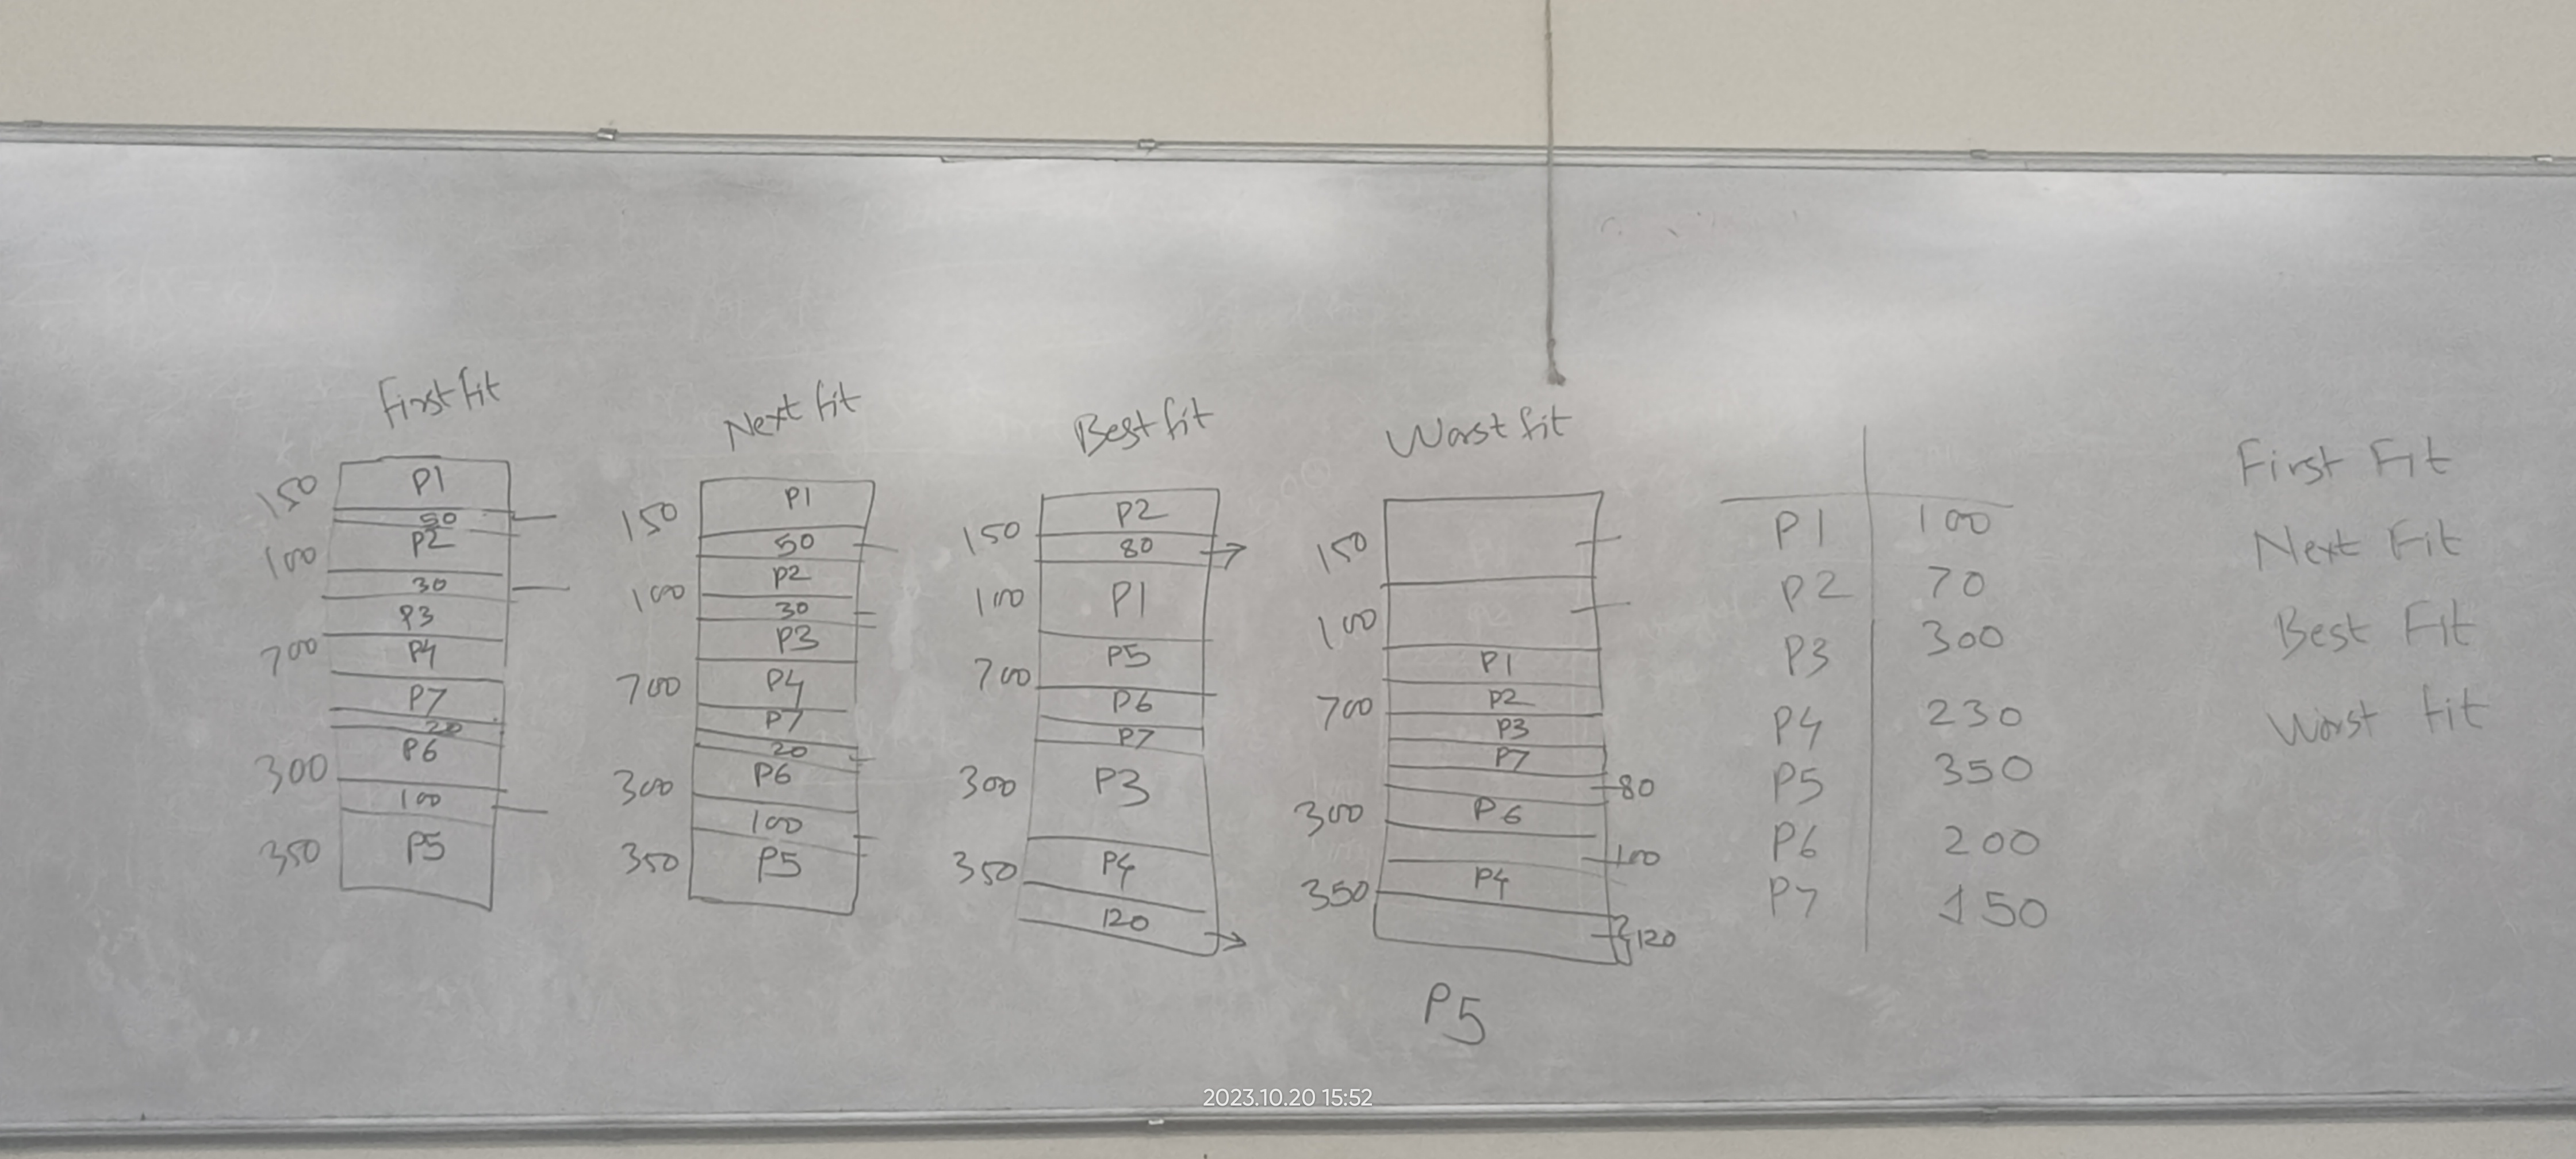 First fit
150
P1
50
100
P2
30
P3
700
P4
P7
20
300
P6
100
350
P5
Next fit
150
P1
50
100
P2
30
P3
700
P4
P7
20
300
P6
100
350
P5
Best fit
150
P2
80
100
P1
700
P5
P6
P7
300
P3
350
P4
120
Worst fit
150
100
P1
700
P2
P3
P7
80
300
P6
100
350
P4
120
P5
P1 100
P2 70
P3 300
P4 230
P5 350
P6 200
P7 150
First Fit
Next Fit
Best Fit
Worst Fit
2023.10.20 15:52